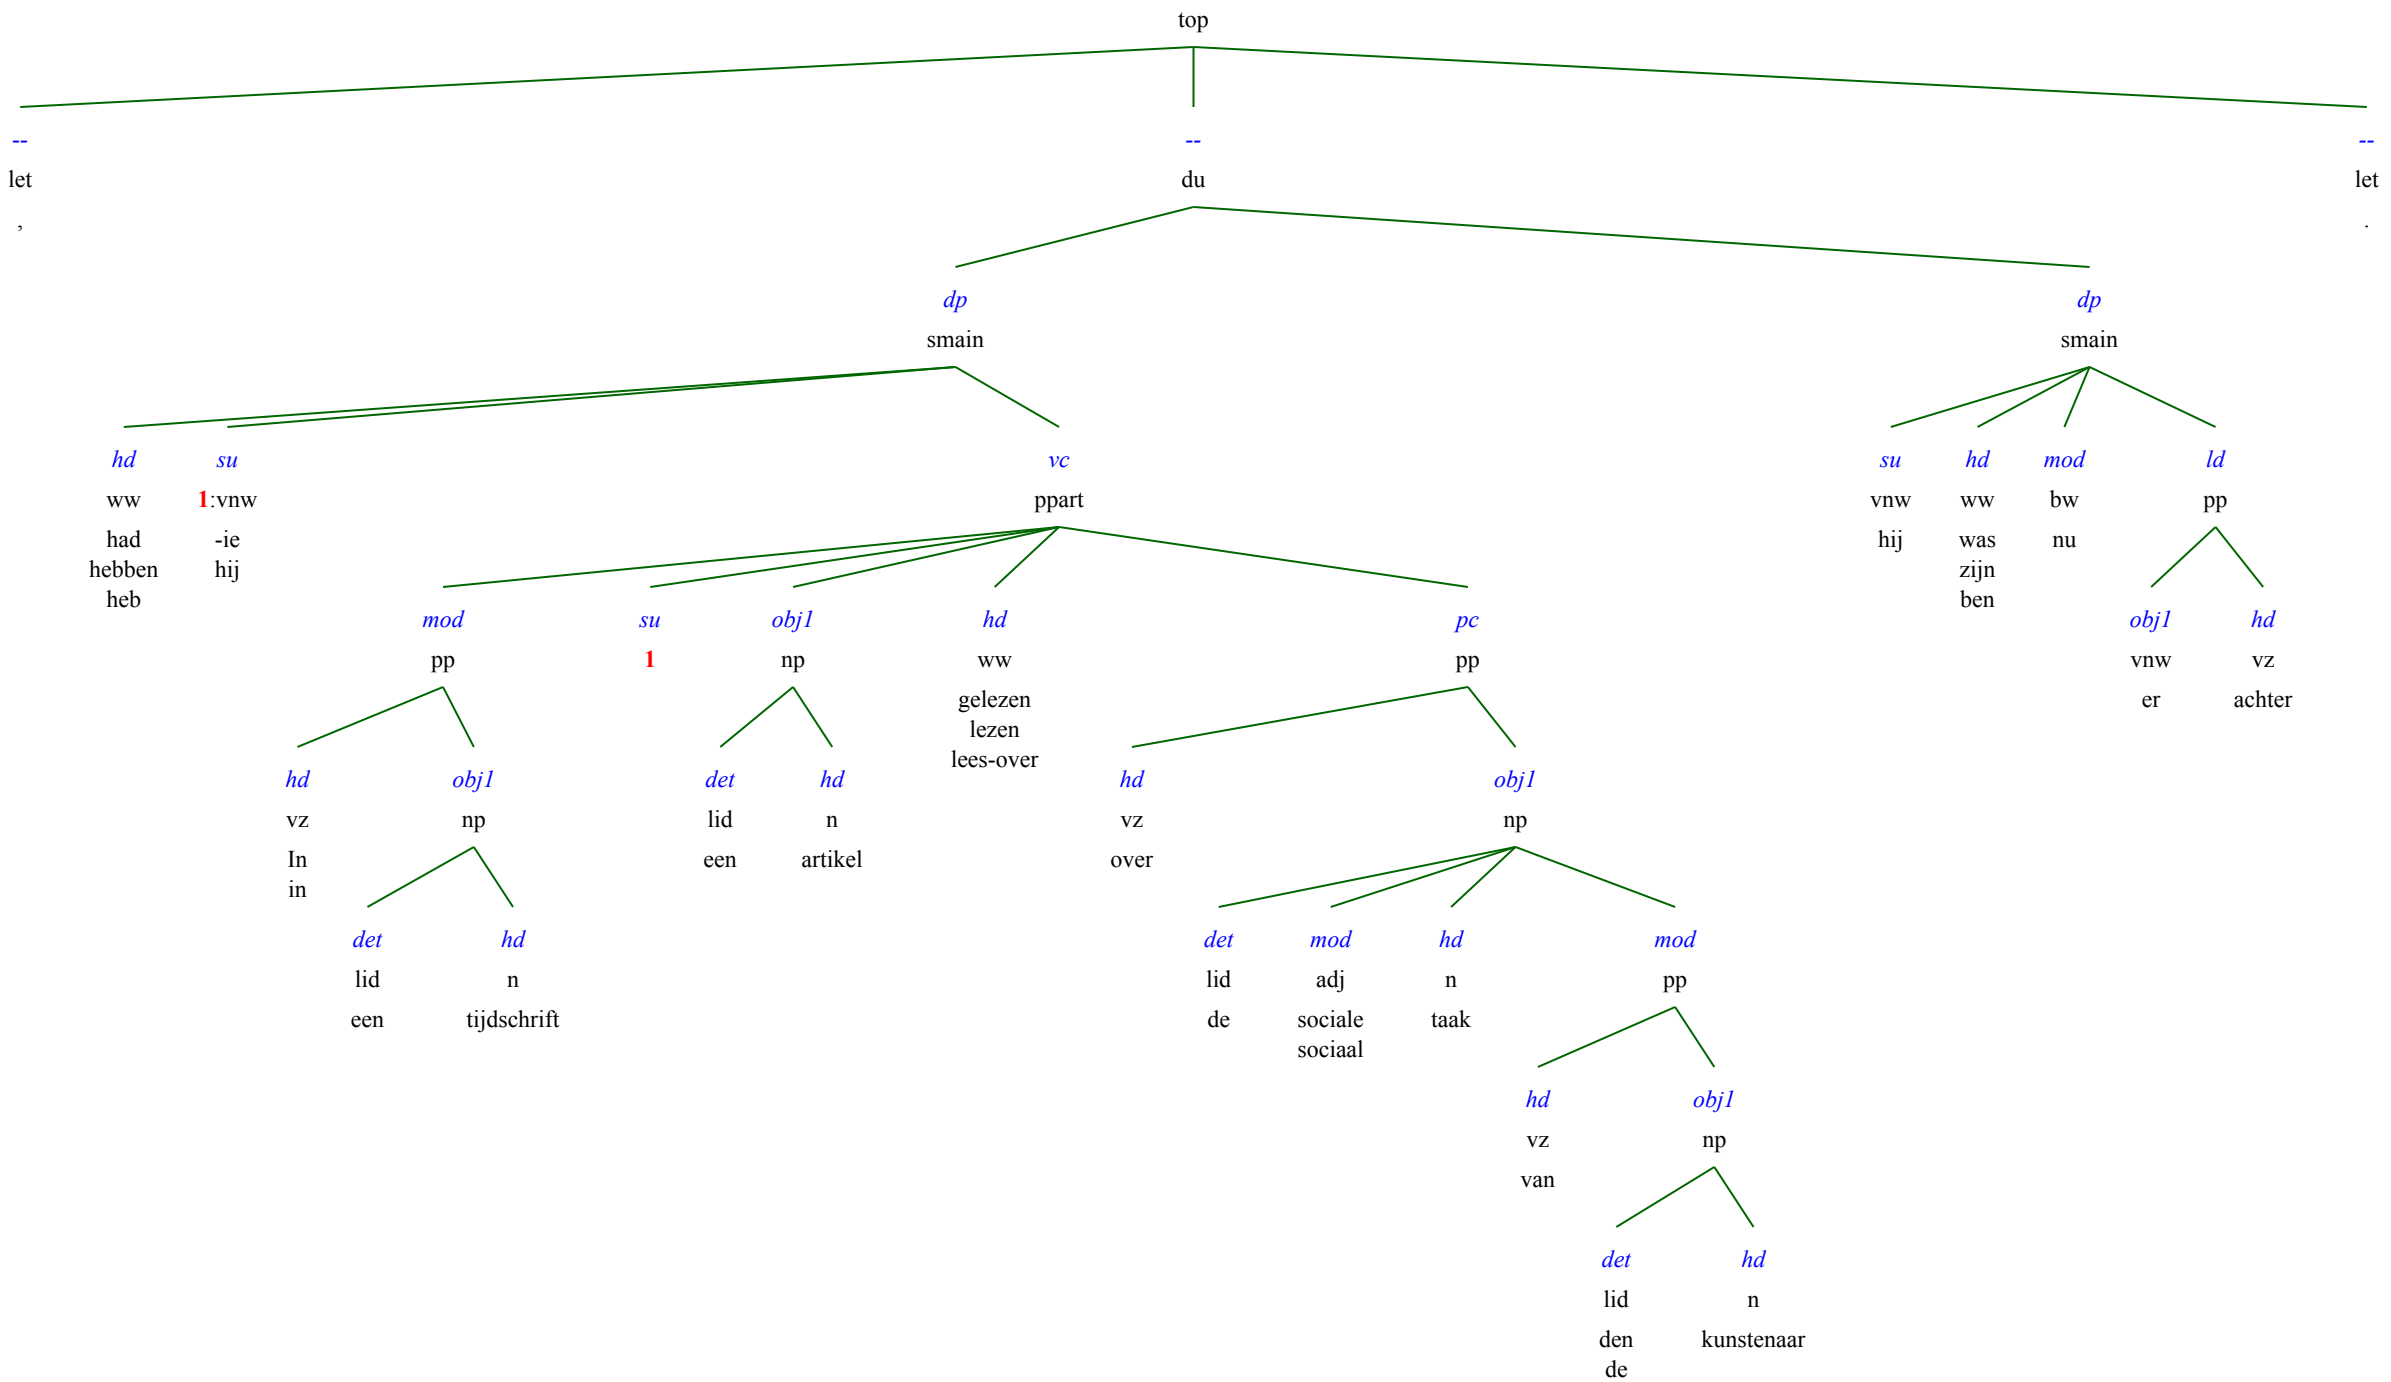 top
-- -- --
let du let
, .
dp dp
smain smain
hd su vc su hd mod ld
ww 1:vnw ppart vnw ww bw pp
had -ie hij was nu
hebben hij zijn
heb ben
mod su obj1 hd pc obj1 hd
pp 1 np ww pp vnw vz
gelezen er achter
lezen
lees-over
hd obj1 det hd hd obj1
vz np lid n vz np
In een artikel over
in
det hd det mod hd mod
lid n lid adj n pp
een tijdschrift de sociale taak
sociaal
hd obj1
vz np
van
det hd
lid n
den kunstenaar
de